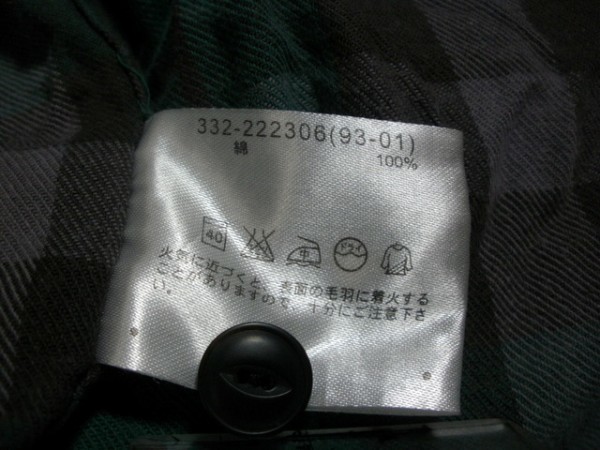 332-222306(93-01)
綿 100%
40 中 ドライ
火気に近づくと、表面の毛羽に着火する
ことがありますので、十分にご注意下さ
い。